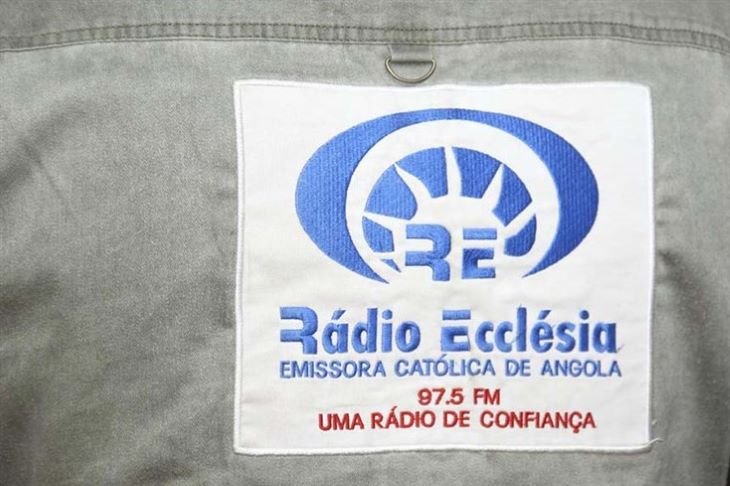 RE
Rádio Ecclésia
EMISSORA CATÓLICA DE ANGOLA
97.5 FM
UMA RÁDIO DE CONFIANÇA